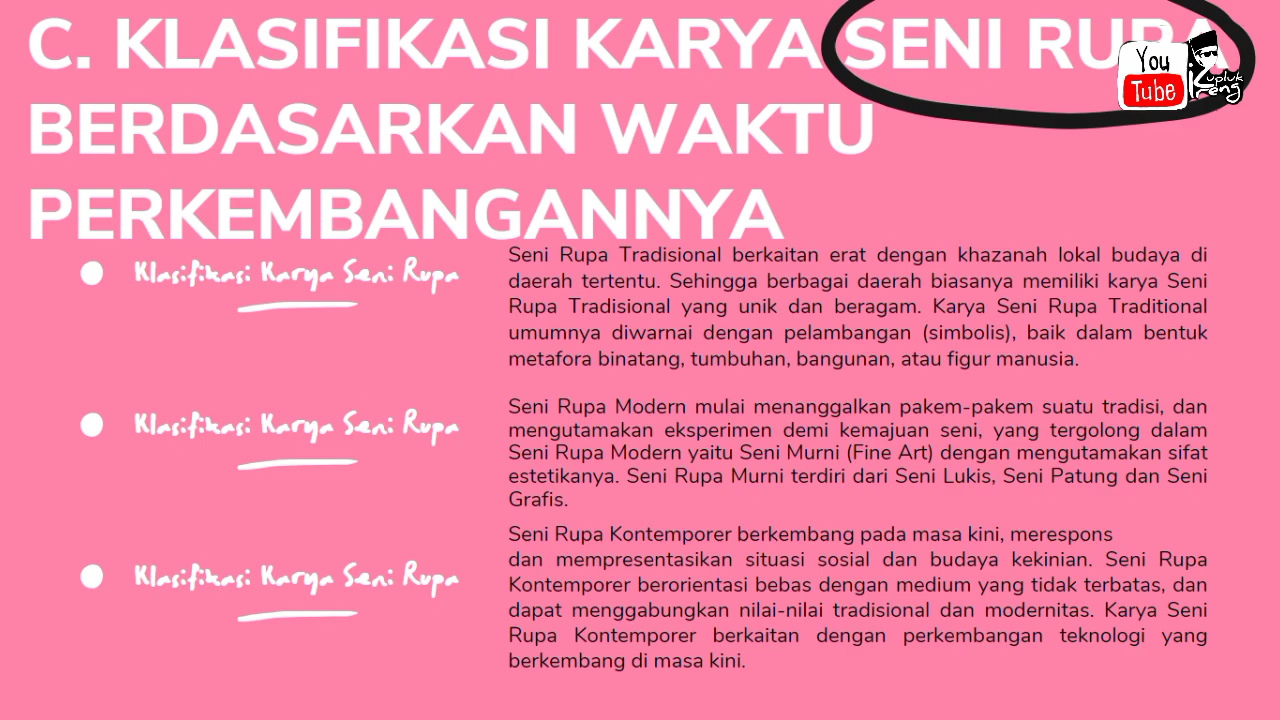 C. KLASIFIKASI KARYA SENI RUPA
BERDASARKAN WAKTU
PERKEMBANGANNYA
You
Tube
Kupluk
ireng
Klasifikasi Karya Seni Rupa
Seni Rupa Tradisional berkaitan erat dengan khazanah lokal budaya di
daerah tertentu. Sehingga berbagai daerah biasanya memiliki karya Seni
Rupa Tradisional yang unik dan beragam. Karya Seni Rupa Traditional
umumnya diwarnai dengan pelambangan (simbolis), baik dalam bentuk
metafora binatang, tumbuhan, bangunan, atau figur manusia.
Klasifikasi Karya Seni Rupa
Seni Rupa Modern mulai menanggalkan pakem-pakem suatu tradisi, dan
mengutamakan eksperimen demi kemajuan seni, yang tergolong dalam
Seni Rupa Modern yaitu Seni Murni (Fine Art) dengan mengutamakan sifat
estetikanya. Seni Rupa Murni terdiri dari Seni Lukis, Seni Patung dan Seni
Grafis.
Klasifikasi Karya Seni Rupa
Seni Rupa Kontemporer berkembang pada masa kini, merespons
dan mempresentasikan situasi sosial dan budaya kekinian. Seni Rupa
Kontemporer berorientasi bebas dengan medium yang tidak terbatas, dan
dapat menggabungkan nilai-nilai tradisional dan modernitas. Karya Seni
Rupa Kontemporer berkaitan dengan perkembangan teknologi yang
berkembang di masa kini.